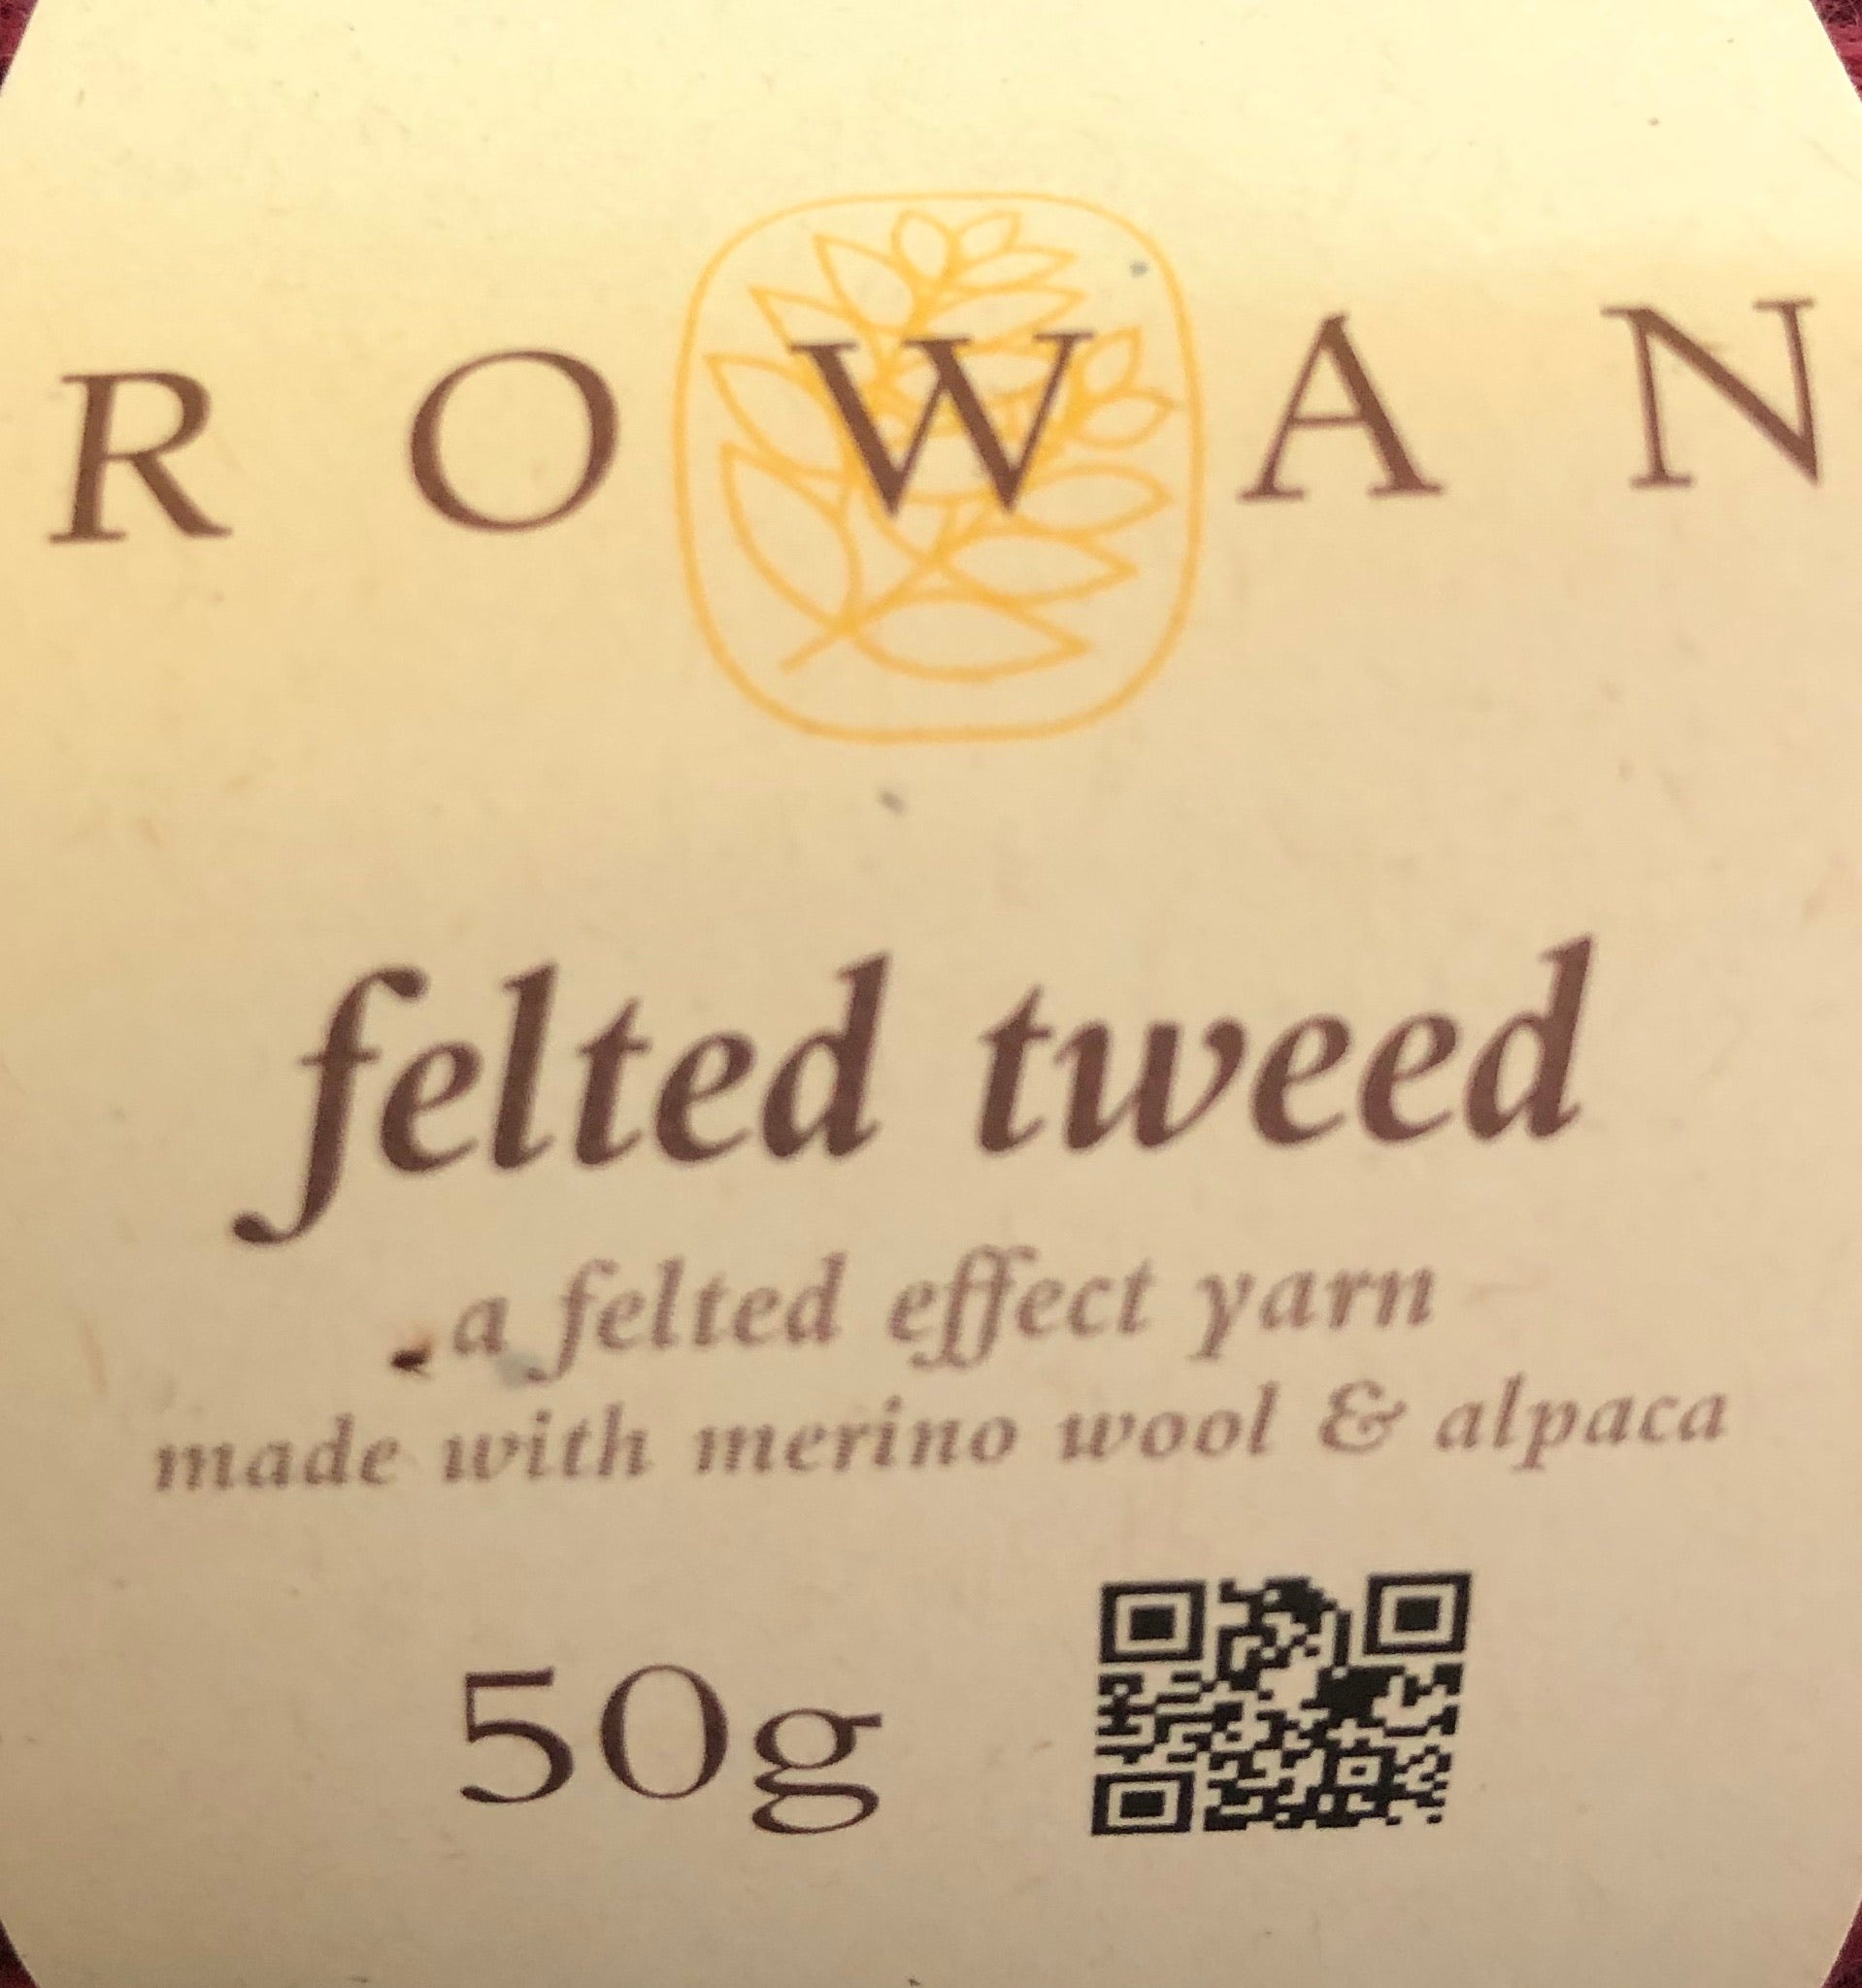 ROWAN
felted tweed
a felted effect yarn
made with merino wool & alpaca
50g